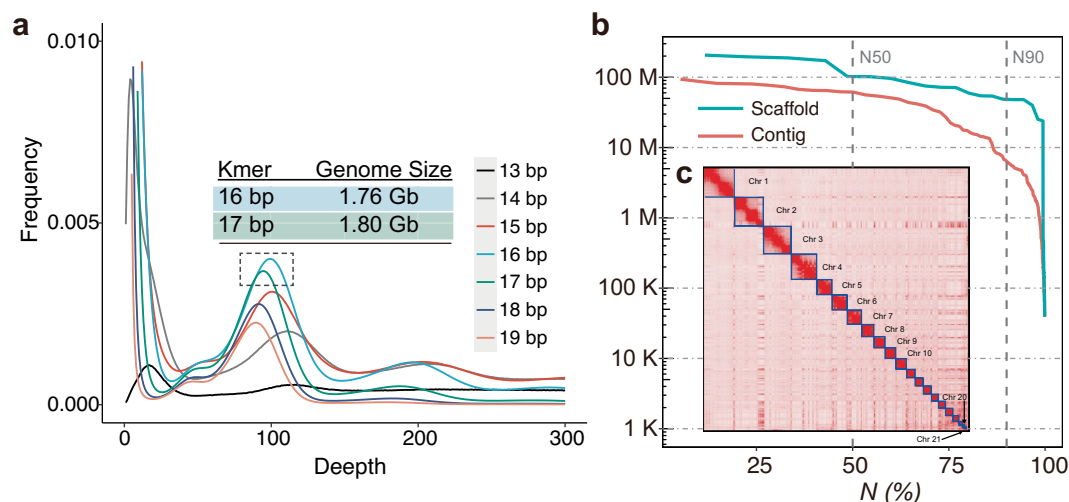 a
0.010
0.005
0.000
Frequency
0
100
200
300
Deepth
Kmer Genome Size
16 bp 1.76 Gb
17 bp 1.80 Gb
13 bp
14 bp
15 bp
16 bp
17 bp
18 bp
19 bp
b
N50
N90
100 M
10 M
1 M
100 K
10 K
1 K
Scaffold
Contig
c
Chr 1
Chr 2
Chr 3
Chr 4
Chr 5
Chr 6
Chr 7
Chr 8
Chr 9
Chr 10
Chr 20
Chr 21
25
50
75
100
N (%)